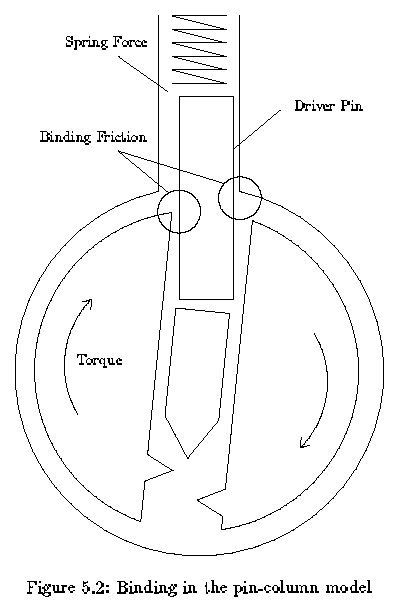 Spring Force
Driver Pin
Binding Friction
Torque
Figure 5.2: Binding in the pin-column model